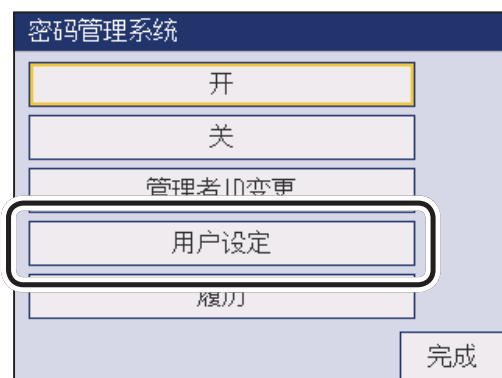 密码管理系统
开
关
管理者ID变更
用户设定
履历
完成